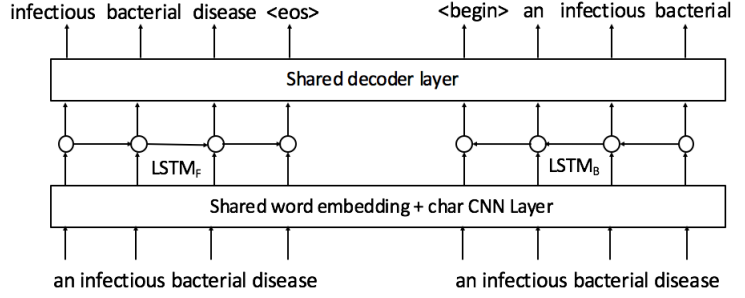 infectious bacterial disease <eos> <begin> an infectious bacterial
Shared decoder layer
LSTMF LSTMB
Shared word embedding + char CNN Layer
an infectious bacterial disease an infectious bacterial disease